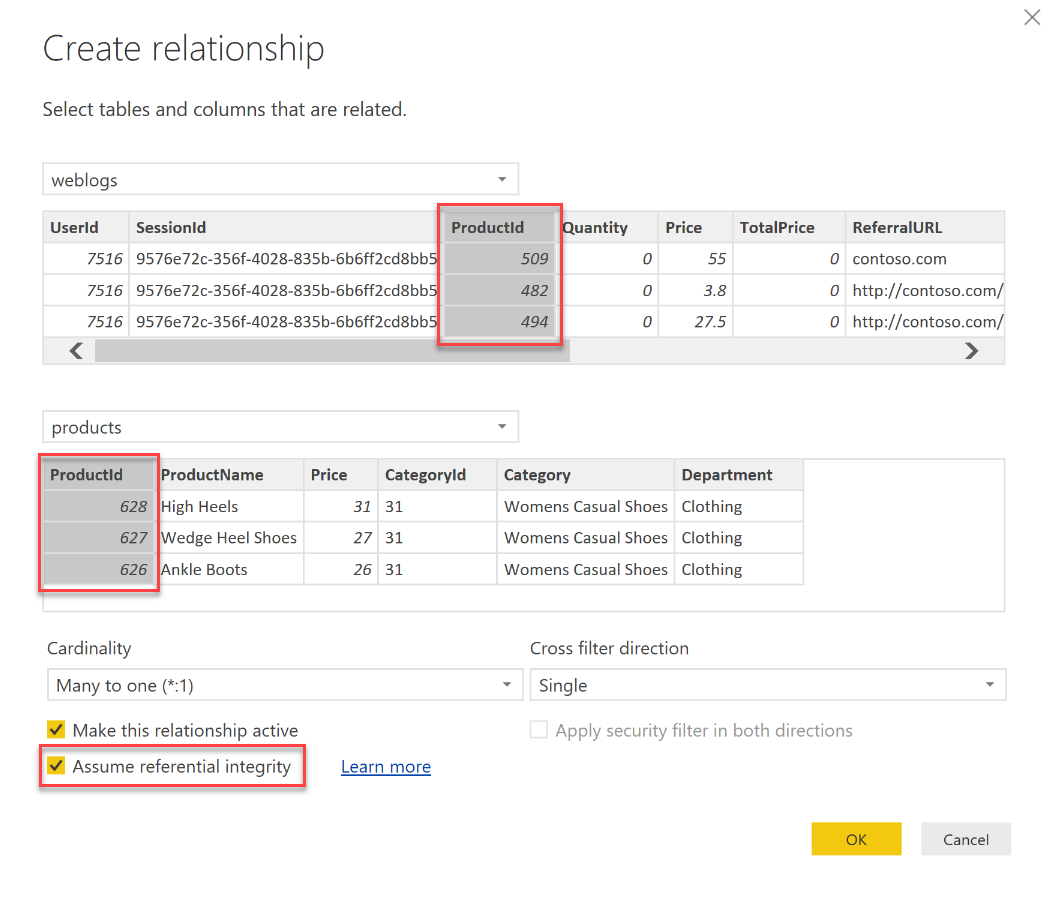 Create relationship
Select tables and columns that are related.
weblogs
UserId SessionId ProductId Quantity Price TotalPrice ReferralURL
7516 9576e72c-356f-4028-835b-6b6ff2cd8bb5 509 0 55 0 contoso.com
7516 9576e72c-356f-4028-835b-6b6ff2cd8bb5 482 0 3.8 0 http://contoso.com/
7516 9576e72c-356f-4028-835b-6b6ff2cd8bb5 494 0 27.5 0 http://contoso.com/
products
ProductId ProductName Price CategoryId Category Department
628 High Heels 31 31 Womens Casual Shoes Clothing
627 Wedge Heel Shoes 27 31 Womens Casual Shoes Clothing
626 Ankle Boots 26 31 Womens Casual Shoes Clothing
Cardinality Cross filter direction
Many to one (*:1) Single
Make this relationship active Apply security filter in both directions
Assume referential integrity Learn more
OK Cancel